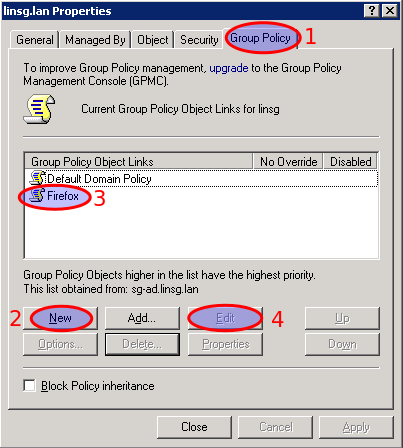 linsg.lan Properties
General Managed By Object Security Group Policy 1
To improve Group Policy management, upgrade to the Group Policy
Management Console (GPMC).
Current Group Policy Object Links for linsg
Group Policy Object Links No Override Disabled
Default Domain Policy
Firefox 3
Group Policy Objects higher in the list have the highest priority.
This list obtained from: sg-ad.linsg.lan
2 New Add... Edit 4 Up
Options... Delete... Properties Down
Block Policy inheritance
Close Cancel Apply